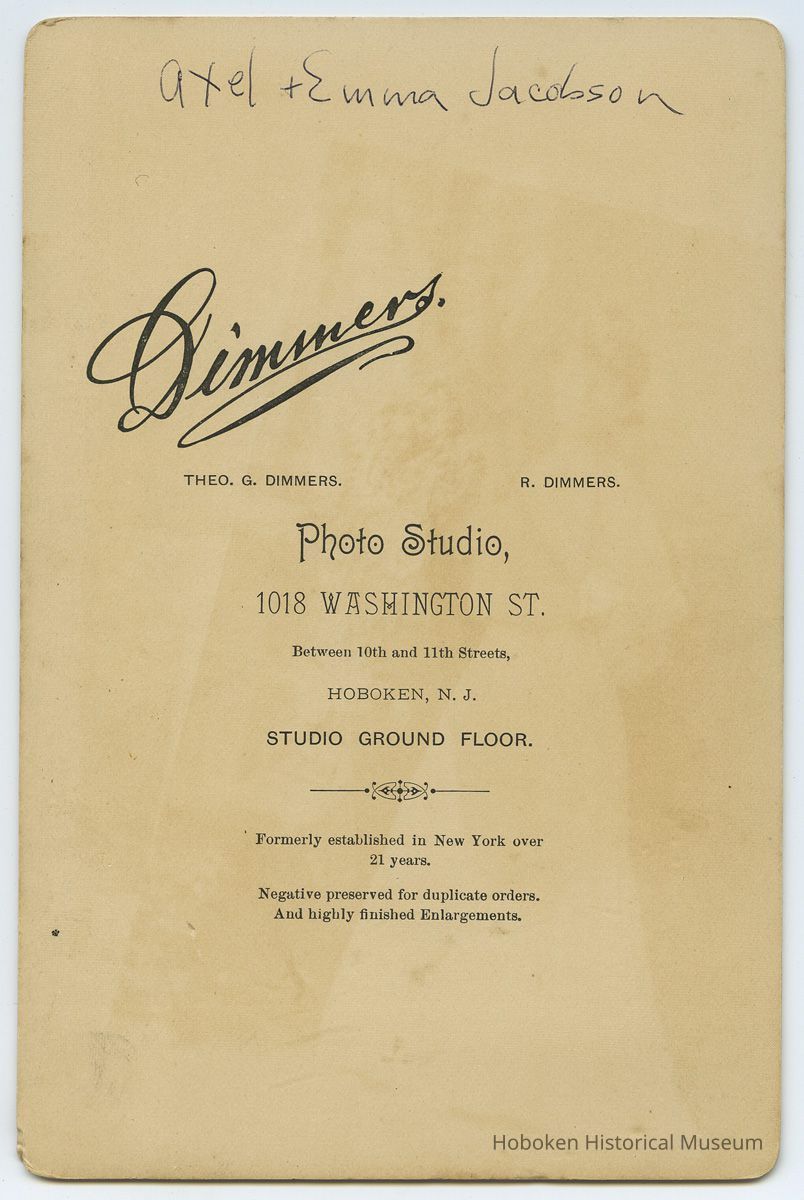 Axel + Emma Jacobson
Dimmers.
THEO. G. DIMMERS. R. DIMMERS.
Photo Studio,
1018 WASHINGTON ST.
Between 10th and 11th Streets,
HOBOKEN, N. J.
STUDIO GROUND FLOOR.
Formerly established in New York over
21 years.
Negative preserved for duplicate orders.
And highly finished Enlargements.
Hoboken Historical Museum